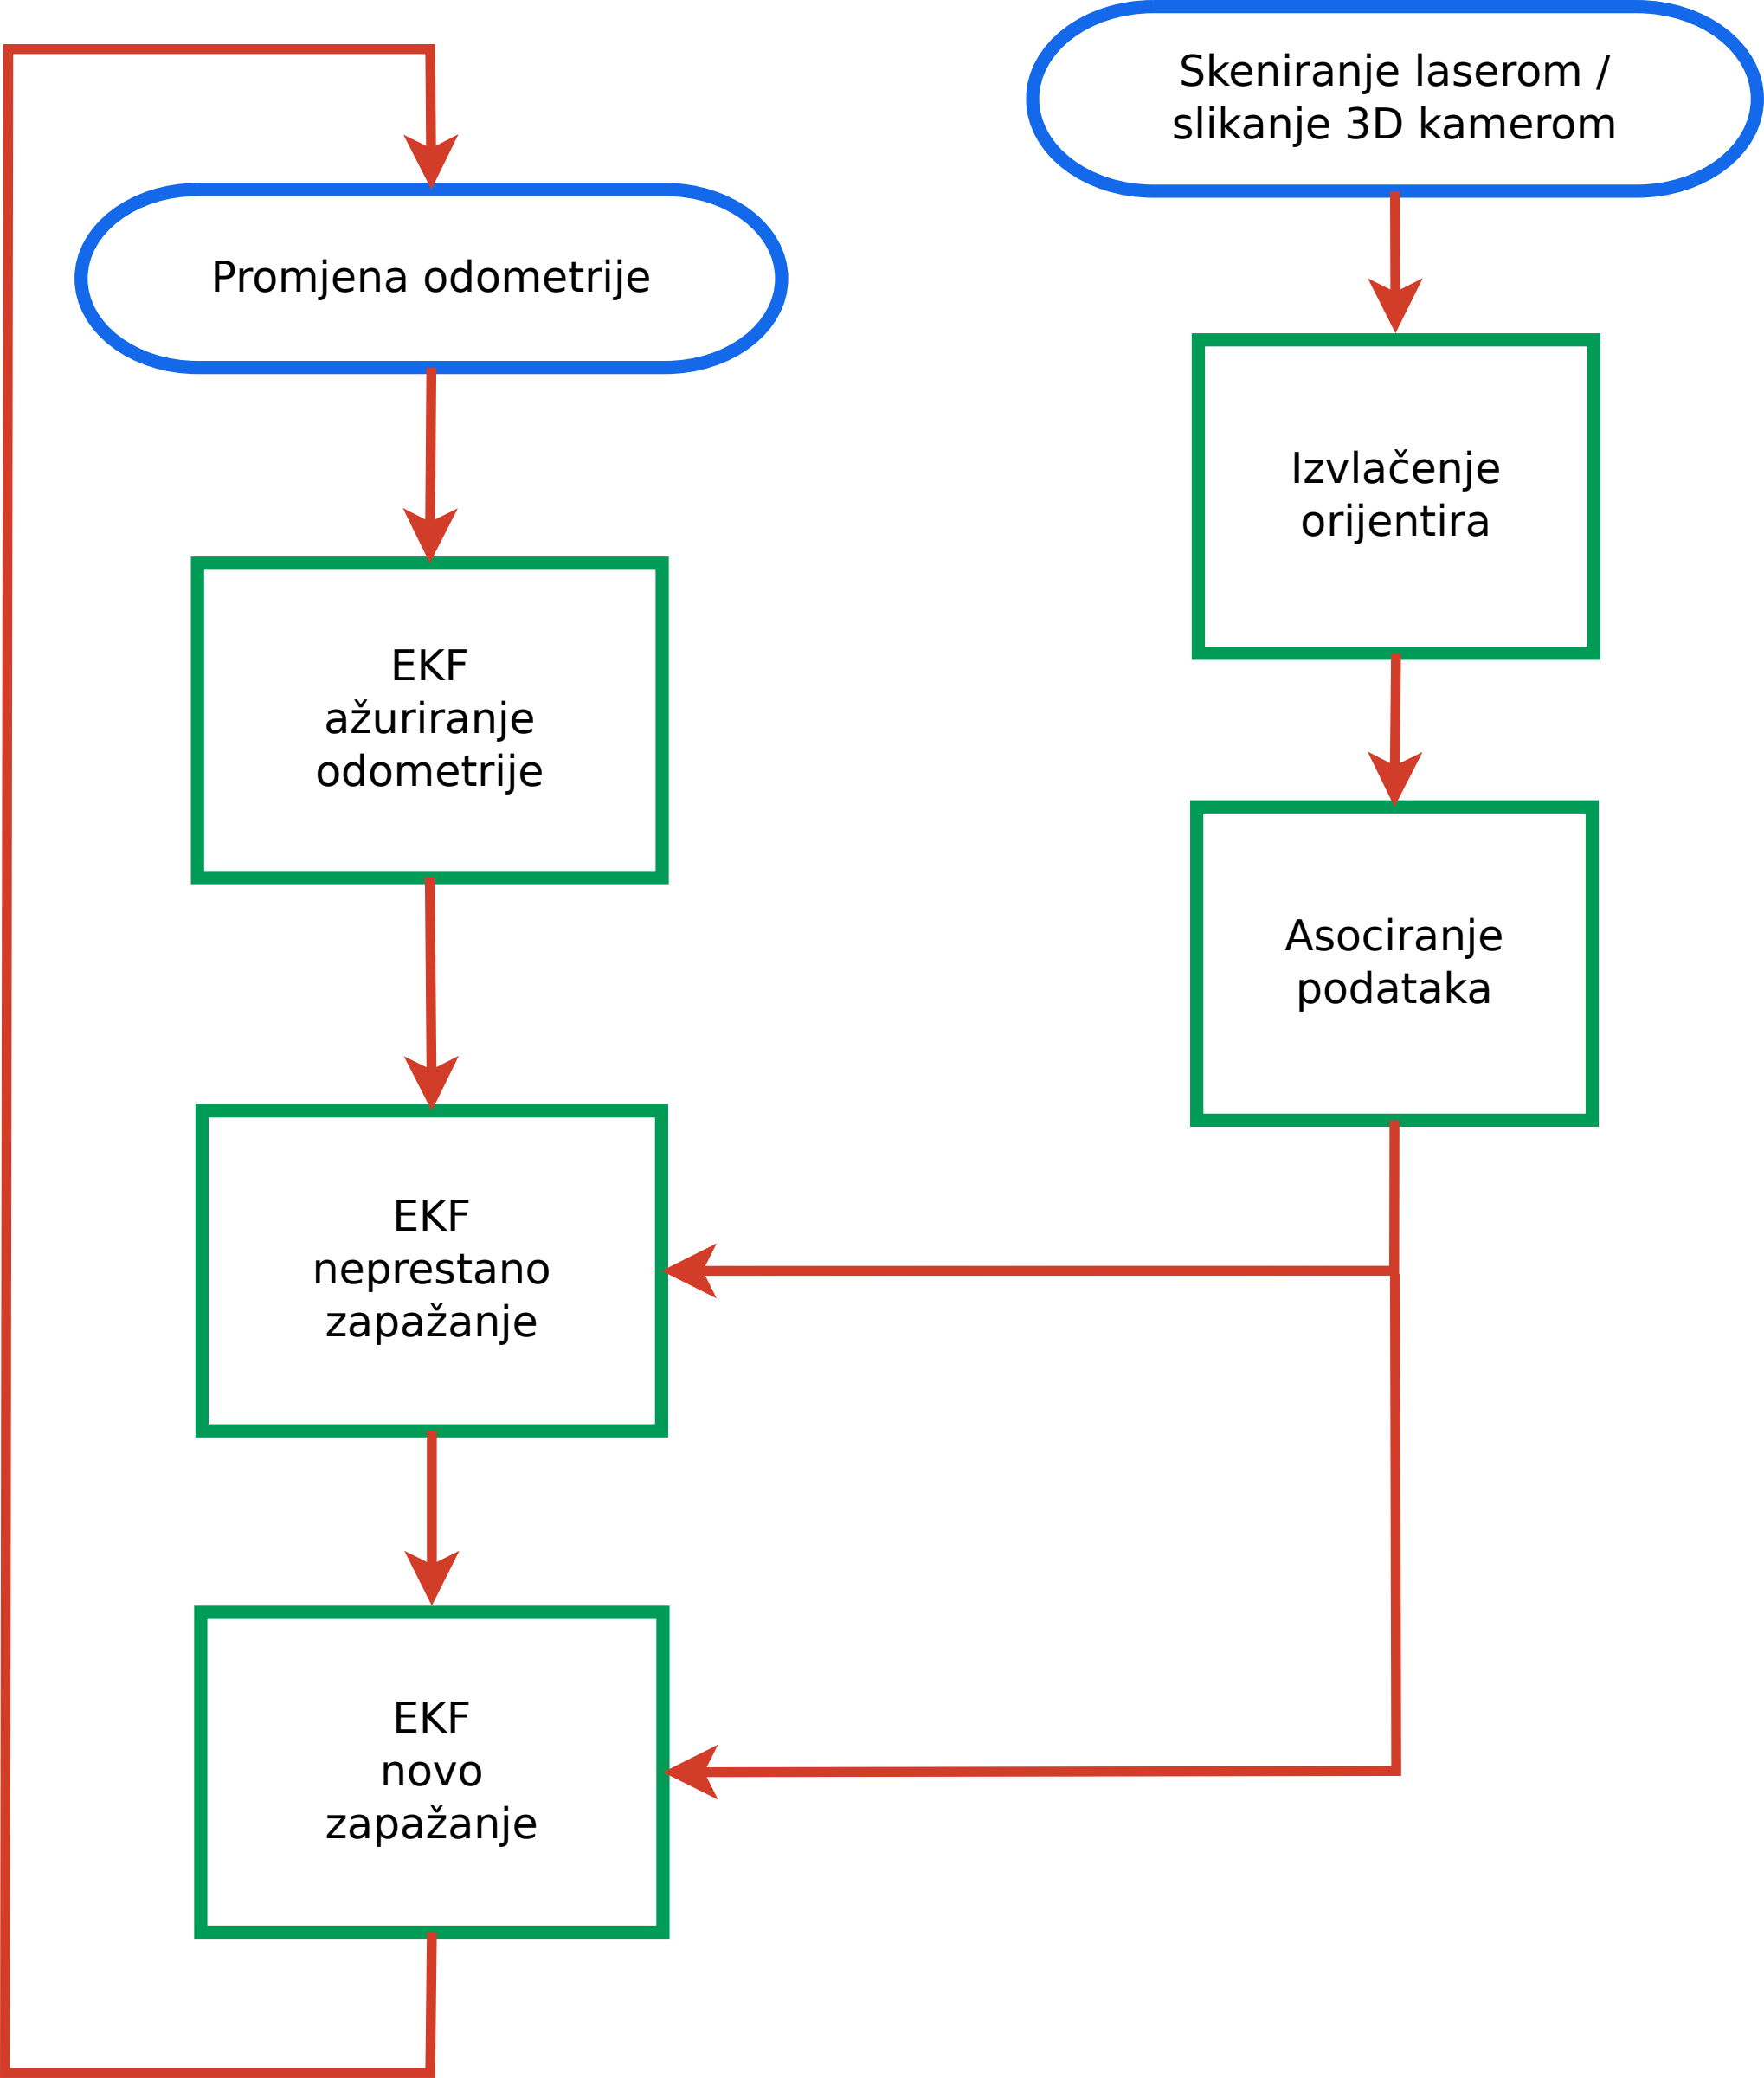 Skeniranje laserom /
slikanje 3D kamerom
Promjena odometrije
Izvlačenje
orijentira
EKF
ažuriranje
odometrije
Asociranje
podataka
EKF
neprestano
zapažanje
EKF
novo
zapažanje